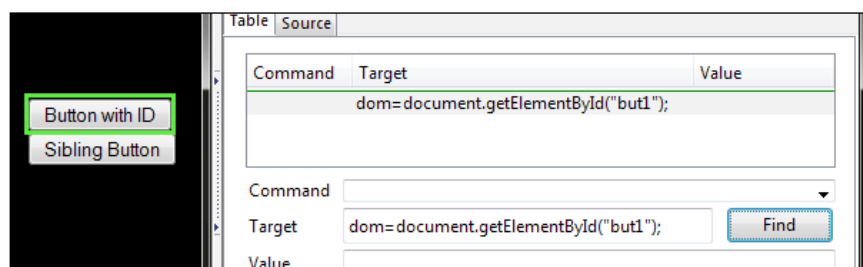 Table Source
Command Target Value
dom=document.getElementById("but1");
Button with ID
Sibling Button
Command
Target dom=document.getElementById("but1"); Find
Value